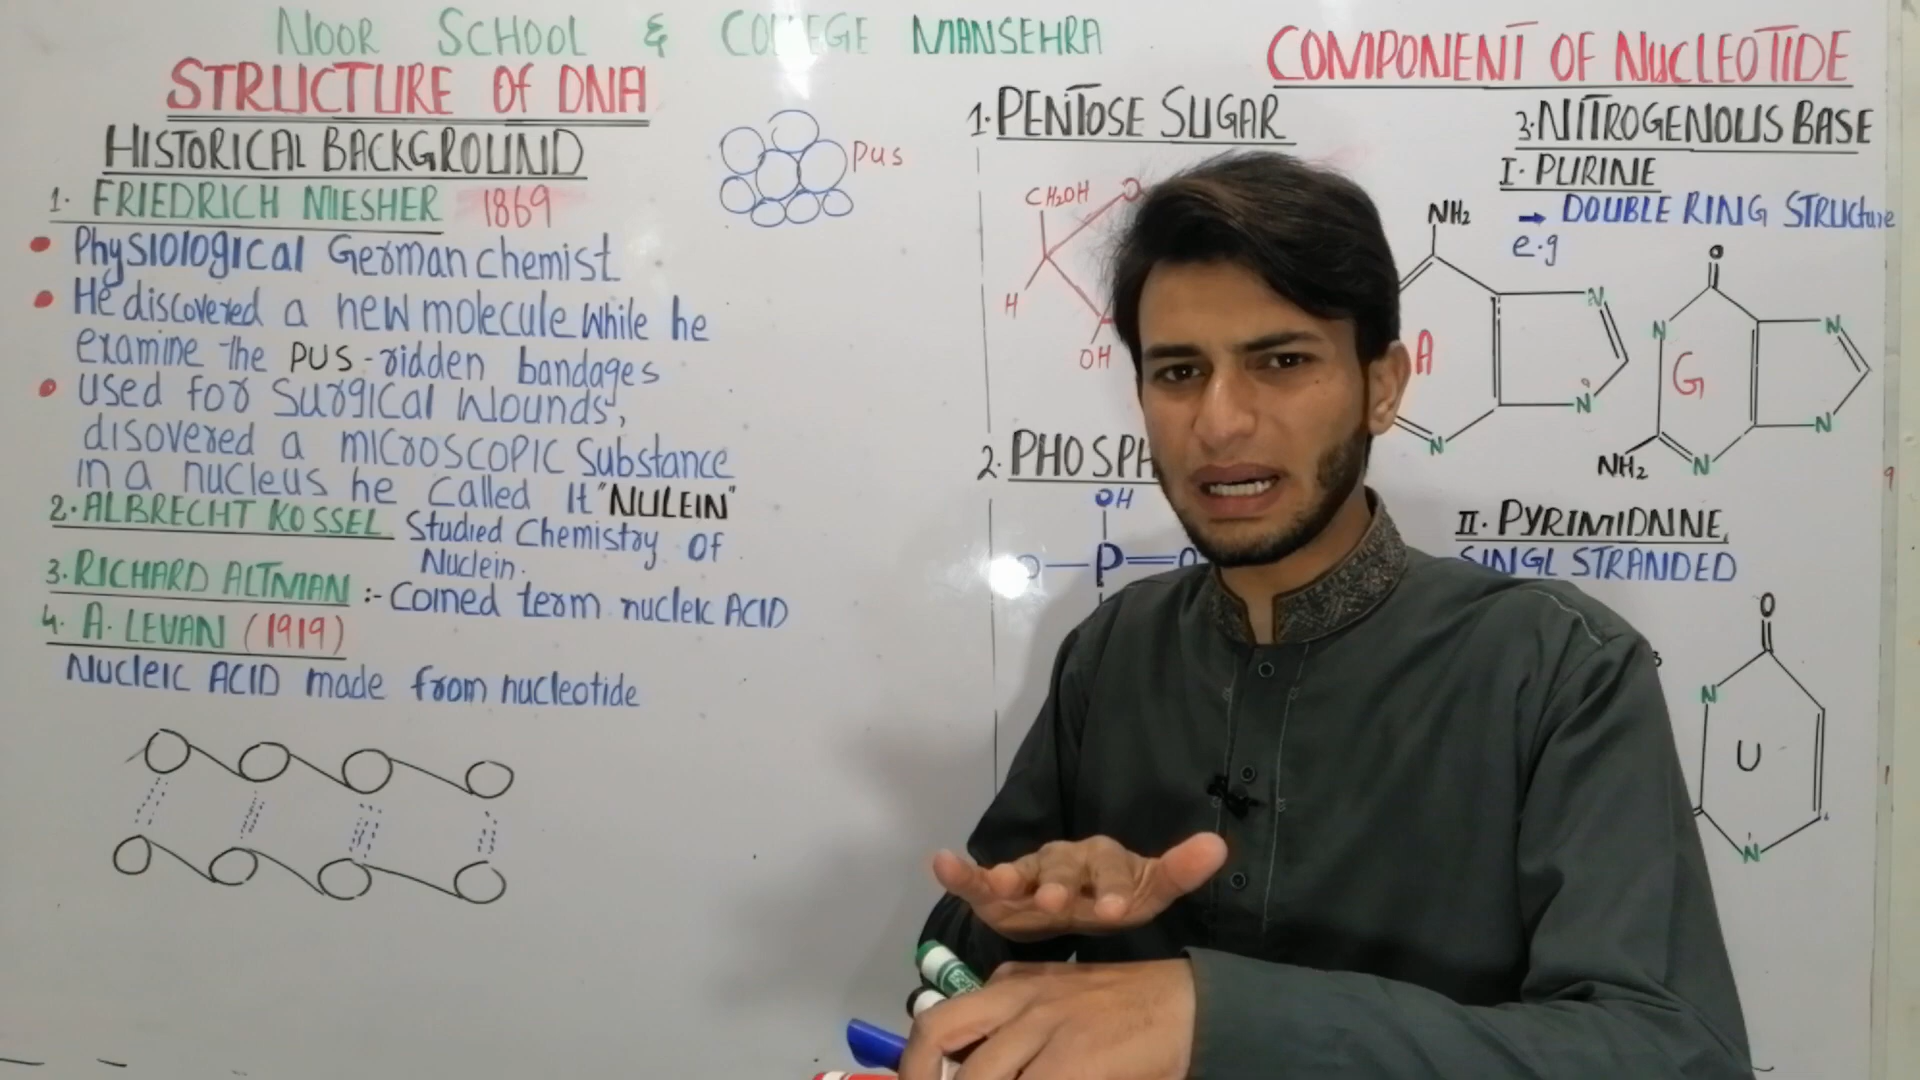 NOOR SCHOOL & COLLEGE MANSEHRA
STRUCTURE Of DNA
HISTORICAL BACKGROUND
1. FRIEDRICH MIESHER 1869
• Physiological German chemist
• He discovered a new molecule while he
examine the PUS-ridden bandages
• used for Surgical Wounds,
disovered a microscopic Substance
in a nucleus he called It "NULEIN"
2. ALBRECHT KOSSEL Studied Chemistry of
Nuclein.
3. RICHARD ALTMAN :- Coined term nucleic ACID
4. A. LEVAN (1919)
Nucleic ACID made from nucleotide
Pus
COMPONENT OF NUCLEOTIDE
1. PENTOSE SUGAR
CH2OH
O
H
OH
2. PHOSPH
OH
O
P
O
3. NITROGENOUS BASE
I. PURINE
→ DOUBLE RING STRUCture
e.g
NH2
N
A
N
N
O
N
N
G
NH2
N
N
II. PYRIMIDNINE,
SINGL STRANDED
O
N
U
N